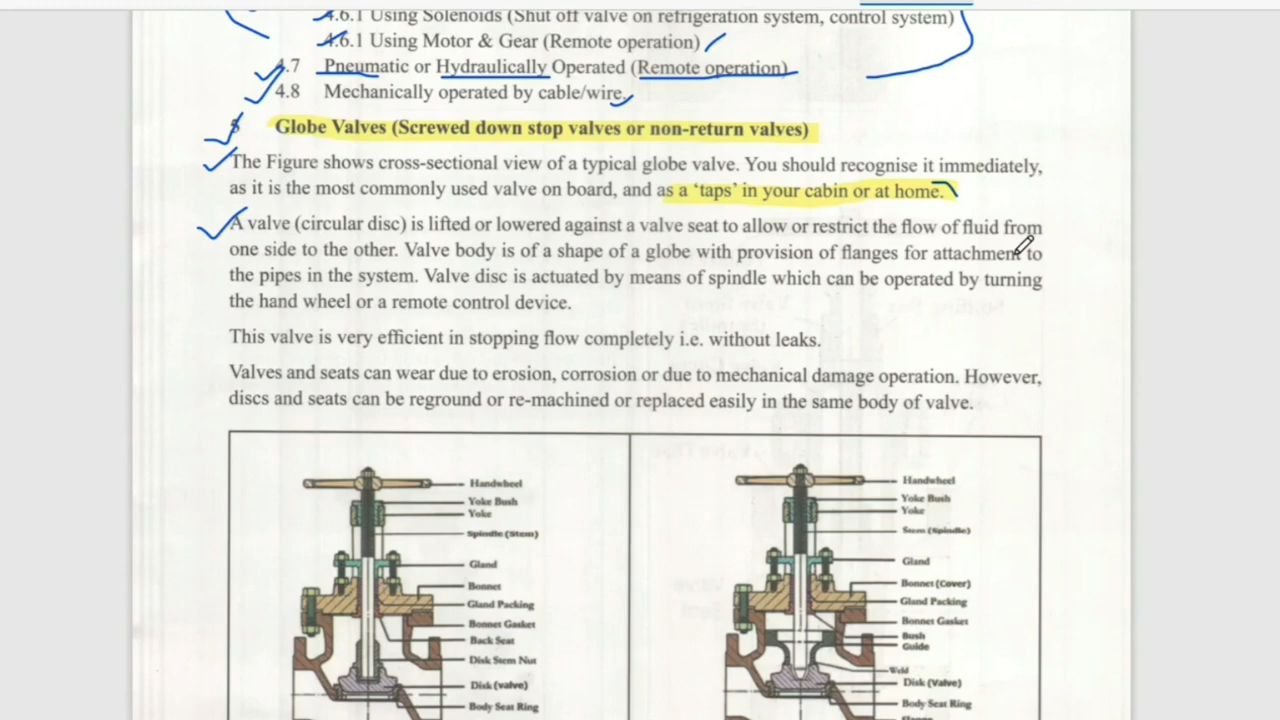 4.6.1 Using Solenoids (Shut off valve on refrigeration system, control system)
4.6.1 Using Motor & Gear (Remote operation)
4.7 Pneumatic or Hydraulically Operated (Remote operation)
4.8 Mechanically operated by cable/wire.
5 Globe Valves (Screwed down stop valves or non-return valves)
The Figure shows cross-sectional view of a typical globe valve. You should recognise it immediately,
as it is the most commonly used valve on board, and as a ‘taps’ in your cabin or at home.
A valve (circular disc) is lifted or lowered against a valve seat to allow or restrict the flow of fluid from
one side to the other. Valve body is of a shape of a globe with provision of flanges for attachment to
the pipes in the system. Valve disc is actuated by means of spindle which can be operated by turning
the hand wheel or a remote control device.
This valve is very efficient in stopping flow completely i.e. without leaks.
Valves and seats can wear due to erosion, corrosion or due to mechanical damage operation. However,
discs and seats can be reground or re-machined or replaced easily in the same body of valve.
Handwheel
Yoke Bush
Yoke
Spindle (Stem)
Gland
Bonnet
Gland Packing
Bonnet Gasket
Back Seat
Disk Stem Nut
Disk (valve)
Body Seat Ring
Handwheel
Yoke Bush
Yoke
Stem (Spindle)
Gland
Bonnet (Cover)
Gland Packing
Bonnet Gasket
Bush
Guide
Weld
Disk (Valve)
Body Seat Ring